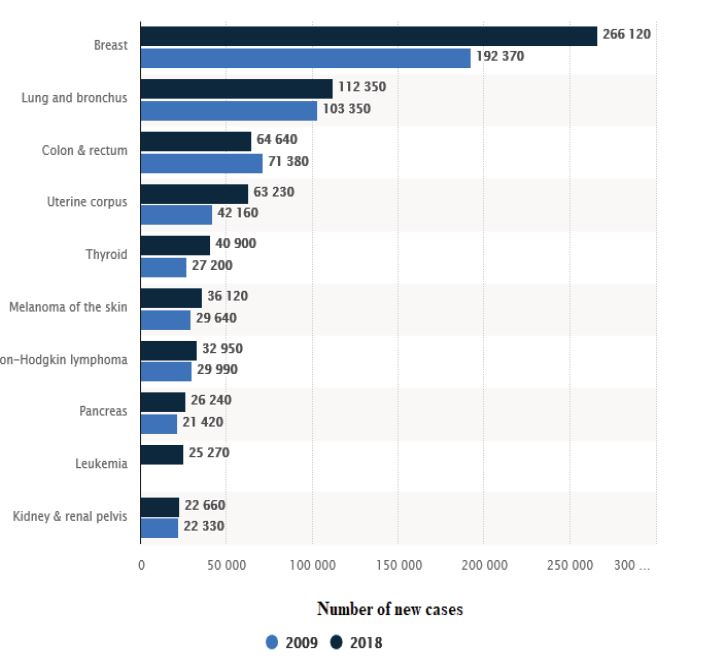 Breast
266 120
192 370
Lung and bronchus
112 350
103 350
Colon & rectum
64 640
71 380
Uterine corpus
63 230
42 160
Thyroid
40 900
27 200
Melanoma of the skin
36 120
29 640
on-Hodgkin lymphoma
32 950
29 990
Pancreas
26 240
21 420
Leukemia
25 270
Kidney & renal pelvis
22 660
22 330
0 50 000 100 000 150 000 200 000 250 000 300 ...
Number of new cases
2009 2018